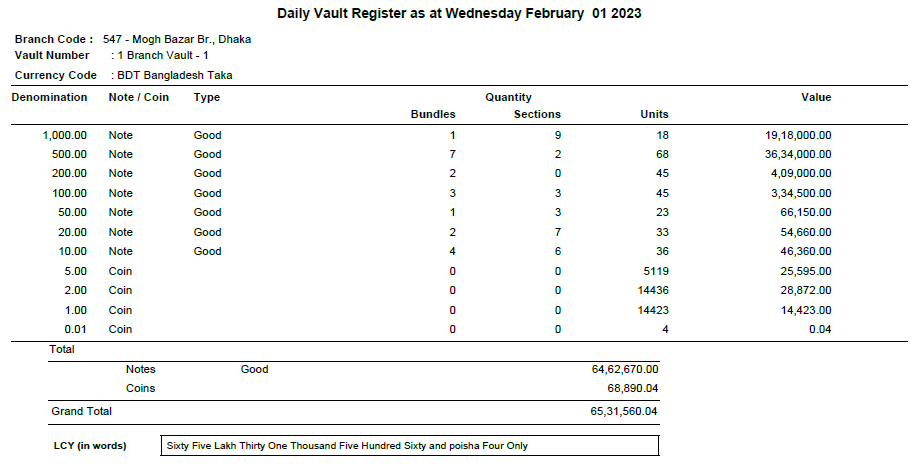 Daily Vault Register as at Wednesday February 01 2023
Branch Code : 547 - Mogh Bazar Br., Dhaka
Vault Number : 1 Branch Vault - 1
Currency Code : BDT Bangladesh Taka
Denomination Note / Coin Type Quantity Value
Bundles Sections Units
1,000.00 Note Good 1 9 18 19,18,000.00
500.00 Note Good 7 2 68 36,34,000.00
200.00 Note Good 2 0 45 4,09,000.00
100.00 Note Good 3 3 45 3,34,500.00
50.00 Note Good 1 3 23 66,150.00
20.00 Note Good 2 7 33 54,660.00
10.00 Note Good 4 6 36 46,360.00
5.00 Coin 0 0 5119 25,595.00
2.00 Coin 0 0 14436 28,872.00
1.00 Coin 0 0 14423 14,423.00
0.01 Coin 0 0 4 0.04
Total
Notes Good 64,62,670.00
Coins 68,890.04
Grand Total 65,31,560.04
LCY (in words) Sixty Five Lakh Thirty One Thousand Five Hundred Sixty and poisha Four Only